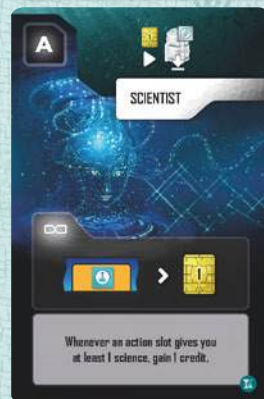 A
1
SCIENTIST
1
Whenever an action slot gives you
at least 1 science, gain 1 credit.